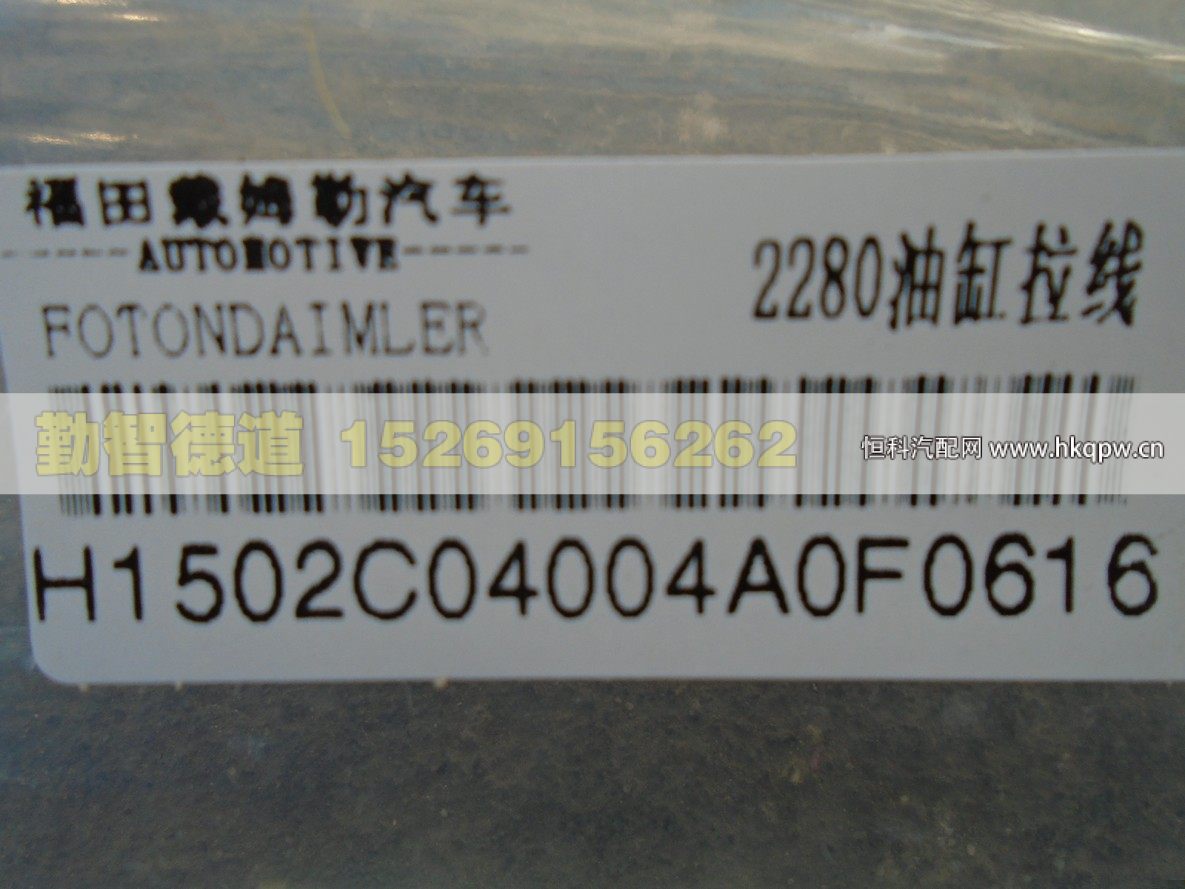 福田戴姆勒汽车
AUTOMOTIVE
FOTONDAIMLER
2280油缸拉线
勤智德道 15269156262
恒科汽配网 www.hkqpw.cn
H1502C04004A0F0616